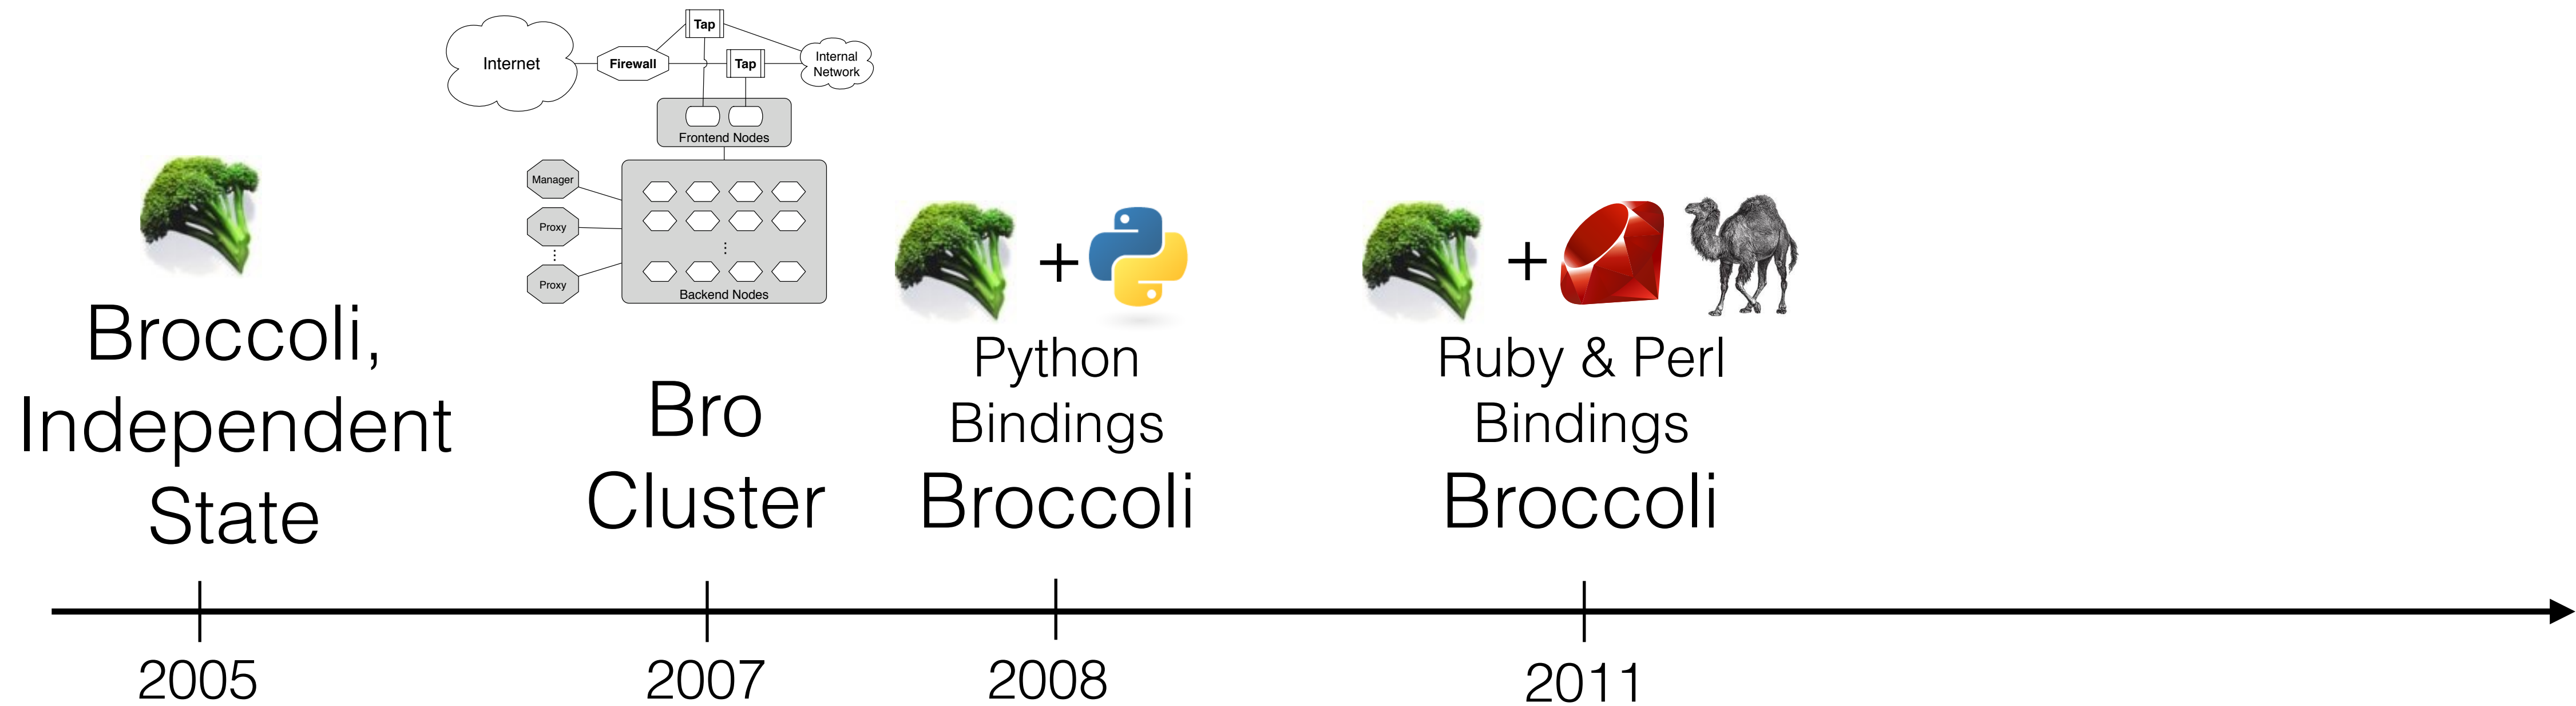 Internet
Firewall
Tap
Tap
Internal
Network
Frontend Nodes
Manager
Proxy
Proxy
Backend Nodes
Broccoli,
Independent
State
Bro
Cluster
+
Python
Bindings
Broccoli
+
Ruby & Perl
Bindings
Broccoli
2005
2007
2008
2011